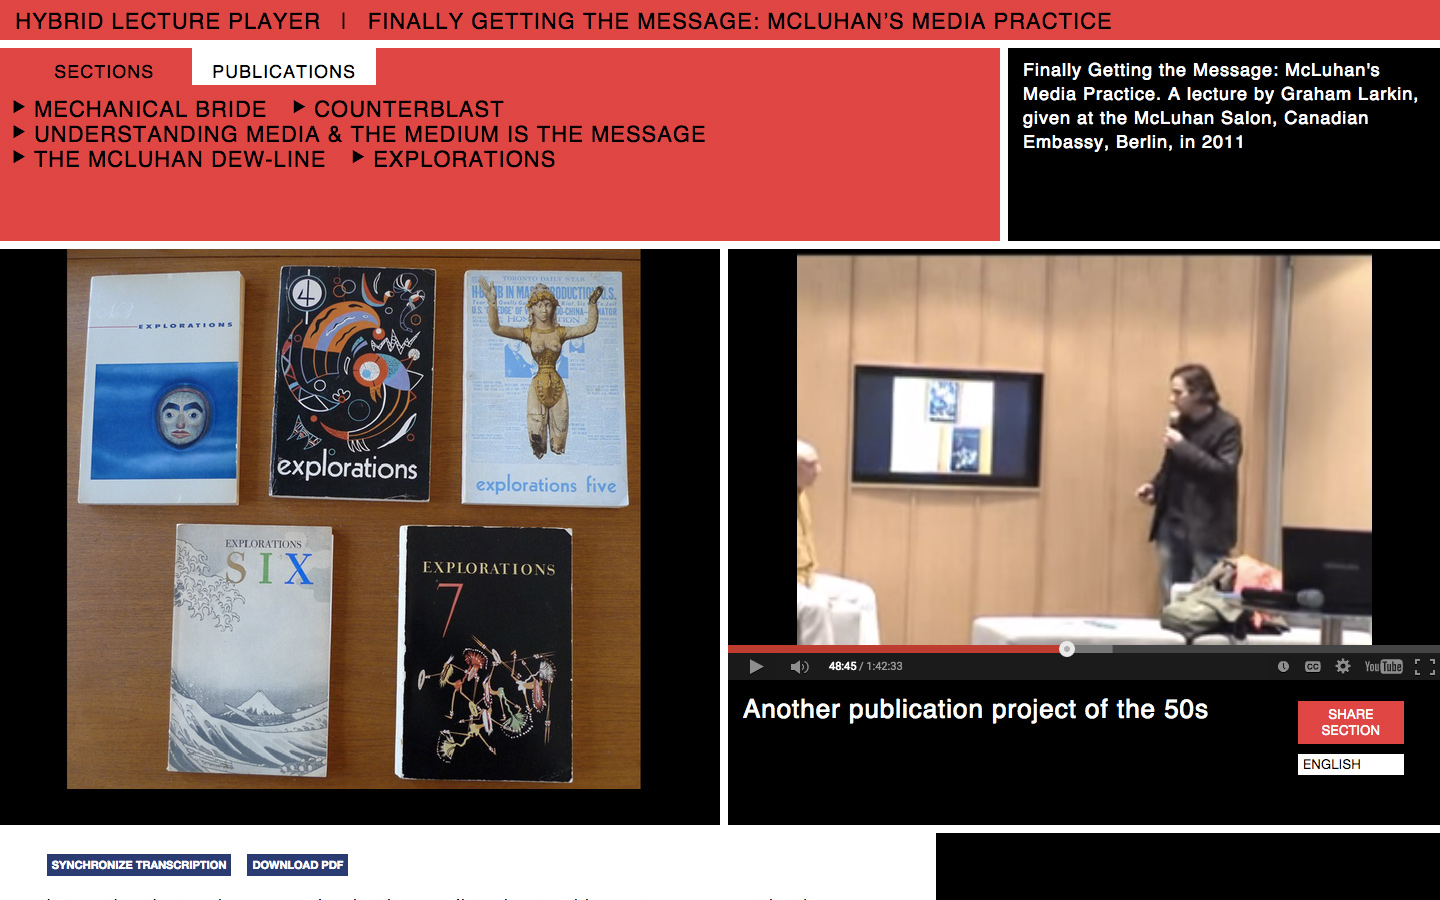 HYBRID LECTURE PLAYER | FINALLY GETTING THE MESSAGE: MCLUHAN'S MEDIA PRACTICE
SECTIONS PUBLICATIONS
MECHANICAL BRIDE COUNTERBLAST
UNDERSTANDING MEDIA & THE MEDIUM IS THE MESSAGE
THE MCLUHAN DEW-LINE EXPLORATIONS
Finally Getting the Message: McLuhan's
Media Practice. A lecture by Graham Larkin,
given at the McLuhan Salon, Canadian
Embassy, Berlin, in 2011
EXPLORATIONS
4
explorations
TORONTO DAILY STAR
explorations five
EXPLORATIONS
SIX
EXPLORATIONS
7
48:45 / 1:42:33
CC
YouTube
Another publication project of the 50s
SHARE
SECTION
ENGLISH
SYNCHRONIZE TRANSCRIPTION DOWNLOAD PDF